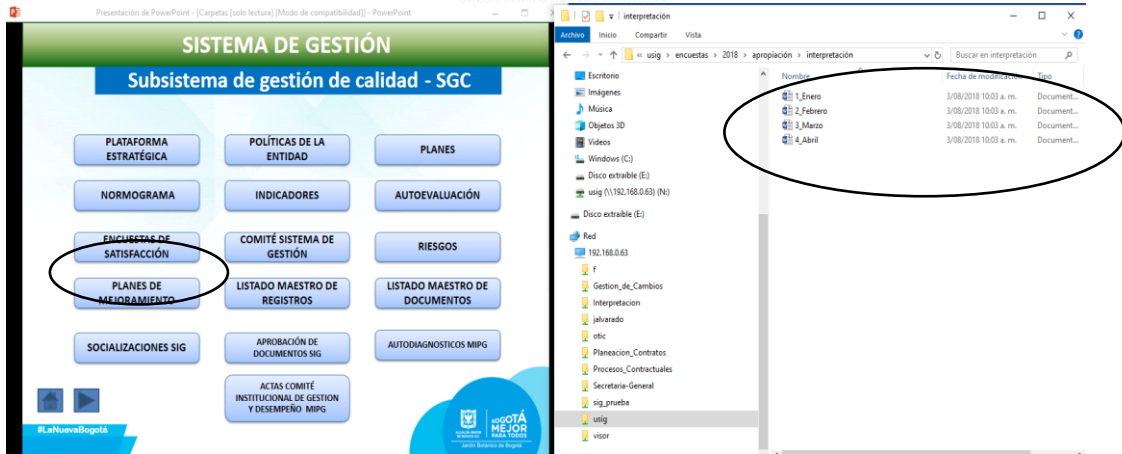 Presentación de PowerPoint - [Carpetas [solo lectura] [Modo de compatibilidad]] - PowerPoint
SISTEMA DE GESTIÓN
Subsistema de gestión de calidad - SGC
PLATAFORMA
ESTRATÉGICA
POLÍTICAS DE LA
ENTIDAD
PLANES
NORMOGRAMA
INDICADORES
AUTOEVALUACIÓN
ENCUESTAS DE
SATISFACCIÓN
COMITÉ SISTEMA DE
GESTIÓN
RIESGOS
PLANES DE
MEJORAMIENTO
LISTADO MAESTRO DE
REGISTROS
LISTADO MAESTRO DE
DOCUMENTOS
SOCIALIZACIONES SIG
APROBACIÓN DE
DOCUMENTOS SIG
AUTODIAGNOSTICOS MIPG
ACTAS COMITÉ
INSTITUCIONAL DE GESTION
Y DESEMPEÑO MIPG
#LaNuevaBogotá
BOGOTÁ
MEJOR
PARA TODOS
Jardín Botánico de Bogotá
interpretación
Archivo Inicio Compartir Vista
« usig > encuestas > 2018 > apropiación > interpretación
Buscar en interpretación
Escritorio
Imágenes
Música
Objetos 3D
Videos
Windows (C:)
Disco extraíble (E:)
usig (\\192.168.0.63) (N:)
Disco extraíble (E:)
Red
192.168.0.63
f
Gestion_de_Cambios
Interpretacion
jalvarado
otic
Planeacion_Contratos
Procesos_Contractuales
Secretaria-General
sig_prueba
usig
visor
Nombre Fecha de modificación Tipo
1_Enero 3/08/2018 10:03 a. m. Document...
2_Febrero 3/08/2018 10:03 a. m. Document...
3_Marzo 3/08/2018 10:03 a. m. Document...
4_Abril 3/08/2018 10:03 a. m. Document...